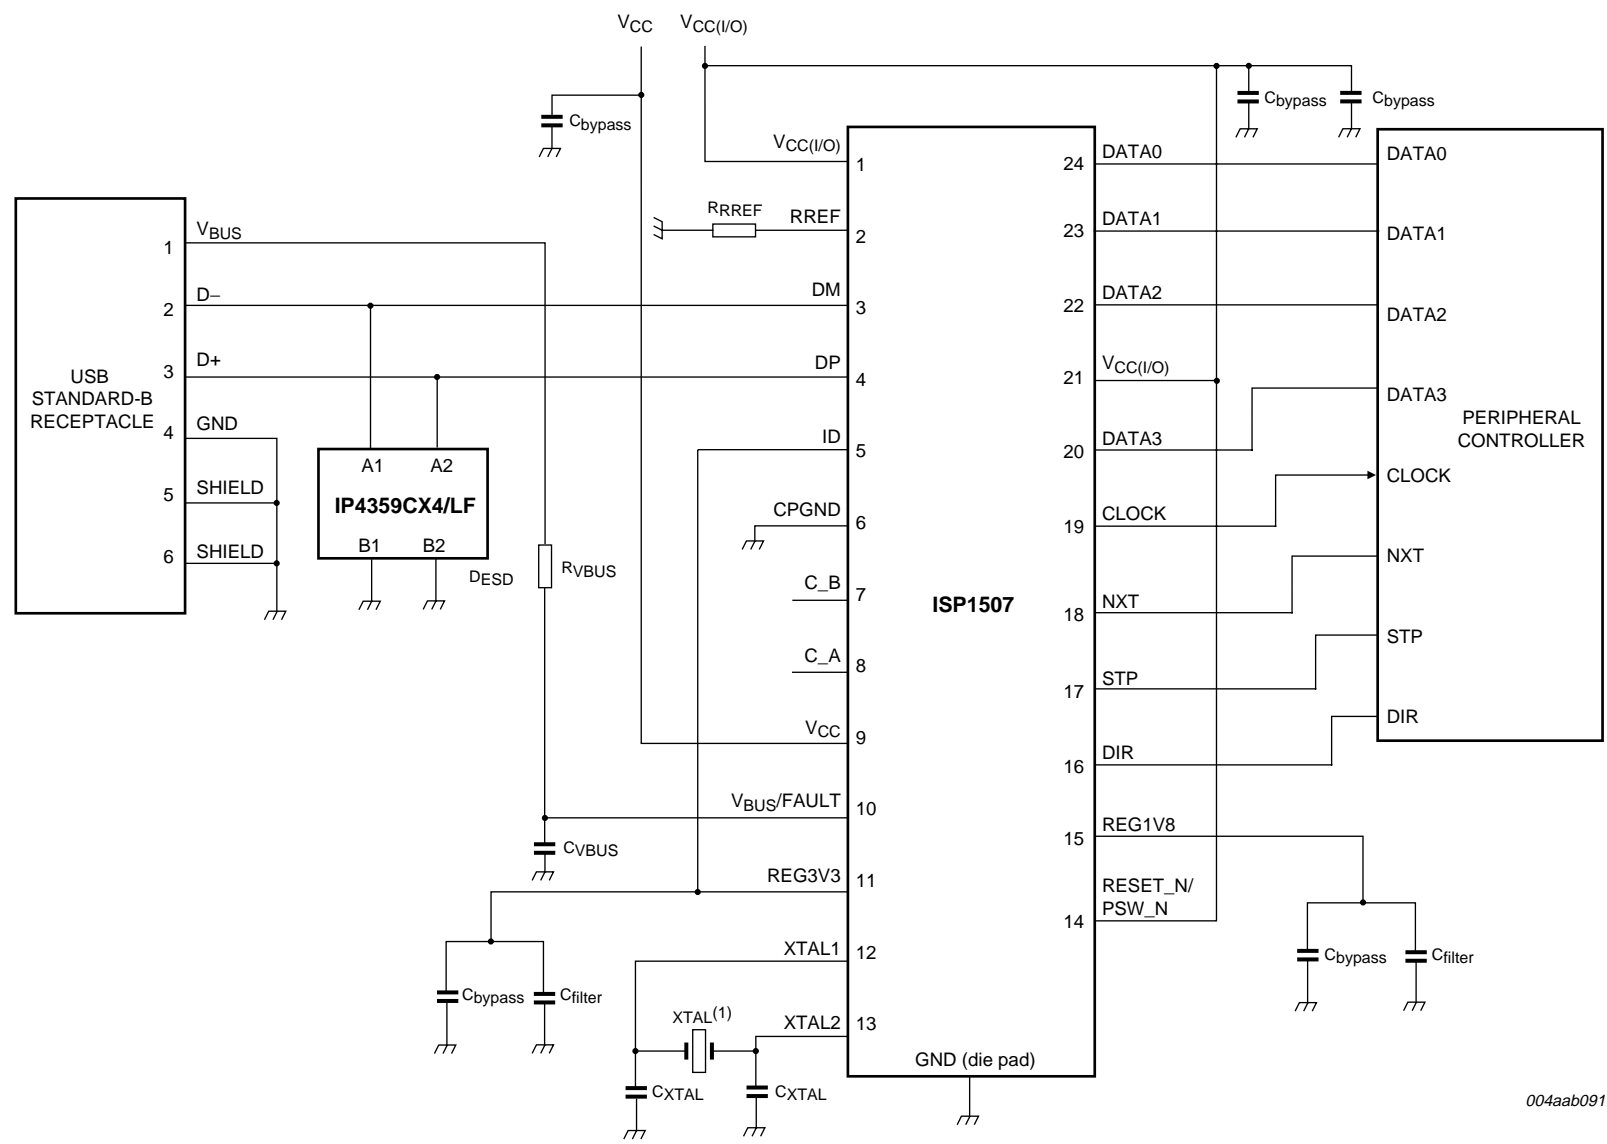 VCC
VCC(I/O)
Cbypass
Cbypass
Cbypass
USB
STANDARD-B
RECEPTACLE
1
VBUS
2
D−
3
D+
4
GND
5
SHIELD
6
SHIELD
A1
A2
IP4359CX4/LF
B1
B2
DESD
RVBUS
CVBUS
RRREF
VCC(I/O)
1
RREF
2
DM
3
DP
4
ID
5
CPGND
6
C_B
7
C_A
8
VCC
9
VBUS/FAULT
10
REG3V3
11
XTAL1
12
XTAL2
13
Cbypass
Cfilter
XTAL(1)
CXTAL
CXTAL
ISP1507
GND (die pad)
24
DATA0
23
DATA1
22
DATA2
21
VCC(I/O)
20
DATA3
19
CLOCK
18
NXT
17
STP
16
DIR
15
REG1V8
RESET_N/
PSW_N
14
Cbypass
Cfilter
DATA0
DATA1
DATA2
DATA3
PERIPHERAL
CONTROLLER
CLOCK
NXT
STP
DIR
004aab091